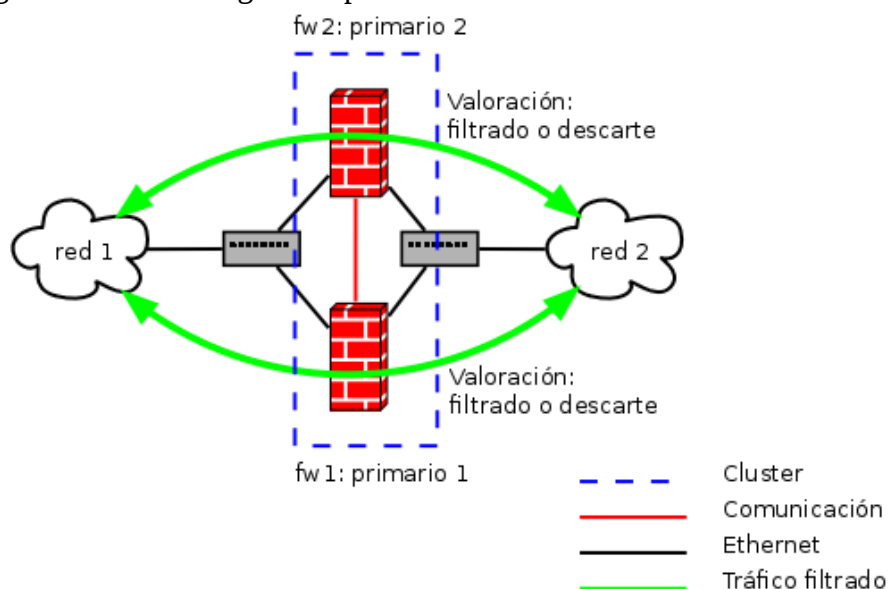 fw2: primario 2
Valoración:
filtrado o descarte
red 1
red 2
Valoración:
filtrado o descarte
fw1: primario 1
Cluster
Comunicación
Ethernet
Tráfico filtrado